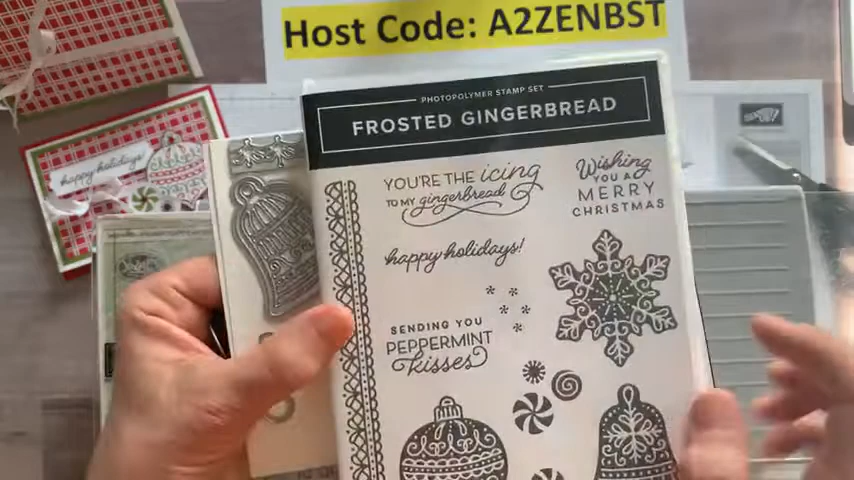 Host Code: A2ZENBST
PHOTOPOLYMER STAMP SET
FROSTED GINGERBREAD
YOU'RE THE icing
TO MY gingerbread
Wishing
YOU A
MERRY
CHRISTMAS
happy holidays!
SENDING YOU
PEPPERMINT
kisses
happy holidays!